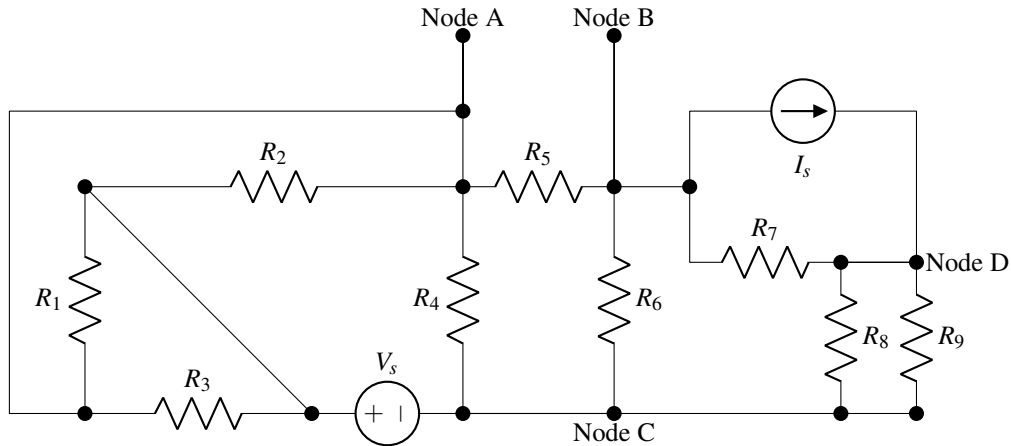 Node A
Node B
R2
R5
Is
R7
Node D
R1
R4
R6
R8
R9
R3
Vs
+ −
Node C